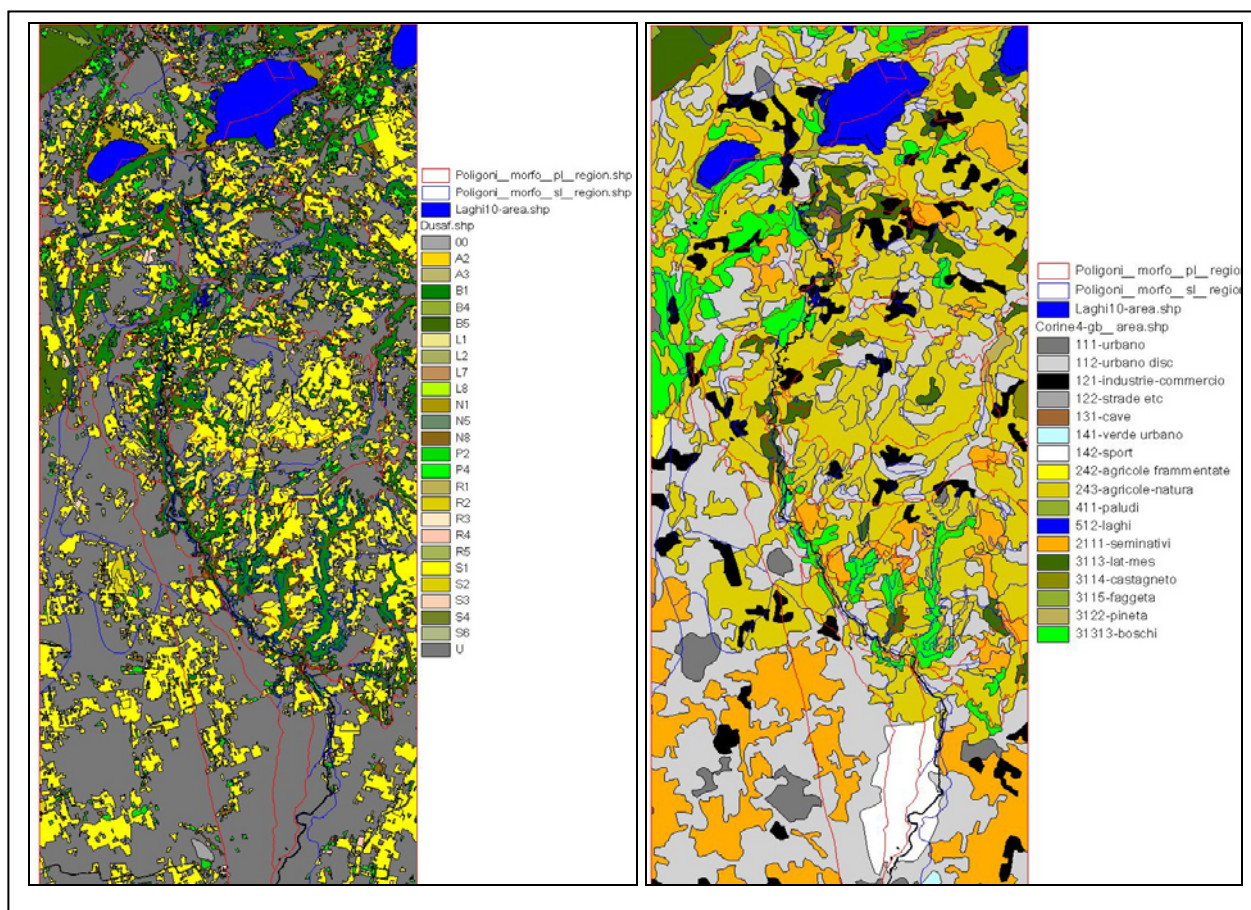 Poligoni__morfo__pl__region.shp
Poligoni__morfo__sl__region.shp
Laghi10-area.shp
Dusaf.shp
00
A2
A3
B1
B4
B5
L1
L2
L7
L8
N1
N5
N8
P2
P4
R1
R2
R3
R4
R5
S1
S2
S3
S4
S6
U
Poligoni__morfo__pl__regio
Poligoni__morfo__sl__regio
Laghi10-area.shp
Corine4-gb__area.shp
111-urbano
112-urbano disc
121-industrie-commercio
122-strade etc
131-cave
141-verde urbano
142-sport
242-agricole frammentate
243-agricole-natura
411-paludi
512-laghi
2111-seminativi
3113-lat-mes
3114-castagneto
3115-faggeta
3122-pineta
31313-boschi